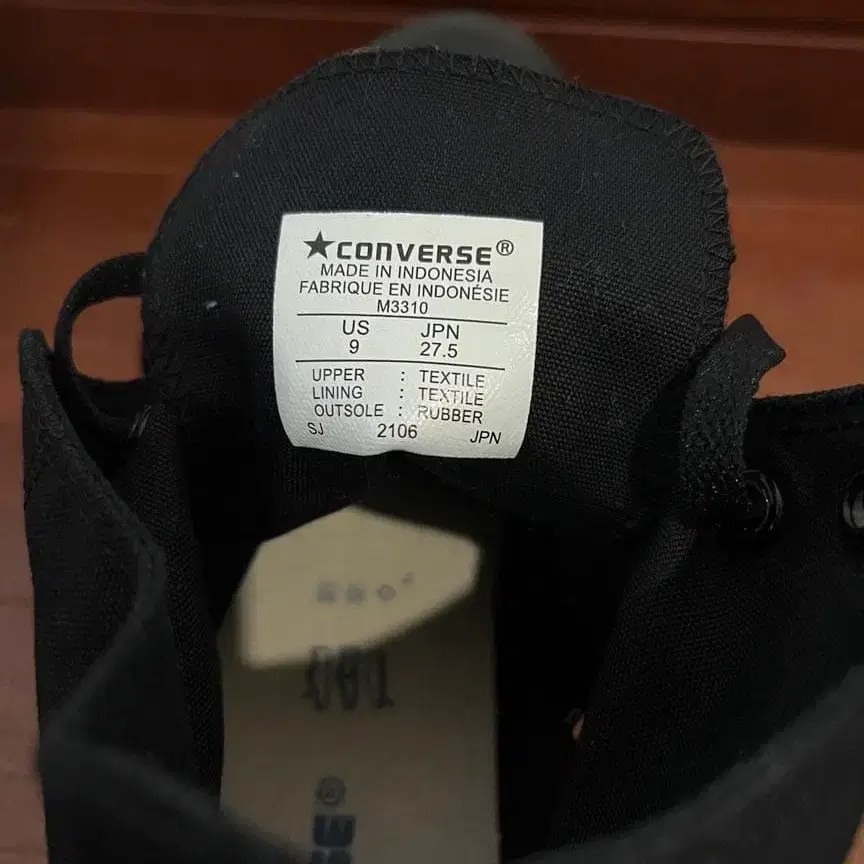 ★CONVERSE®
MADE IN INDONESIA
FABRIQUE EN INDONÉSIE
M3310
US JPN
9 27.5
UPPER : TEXTILE
LINING : TEXTILE
OUTSOLE : RUBBER
SJ 2106 JPN